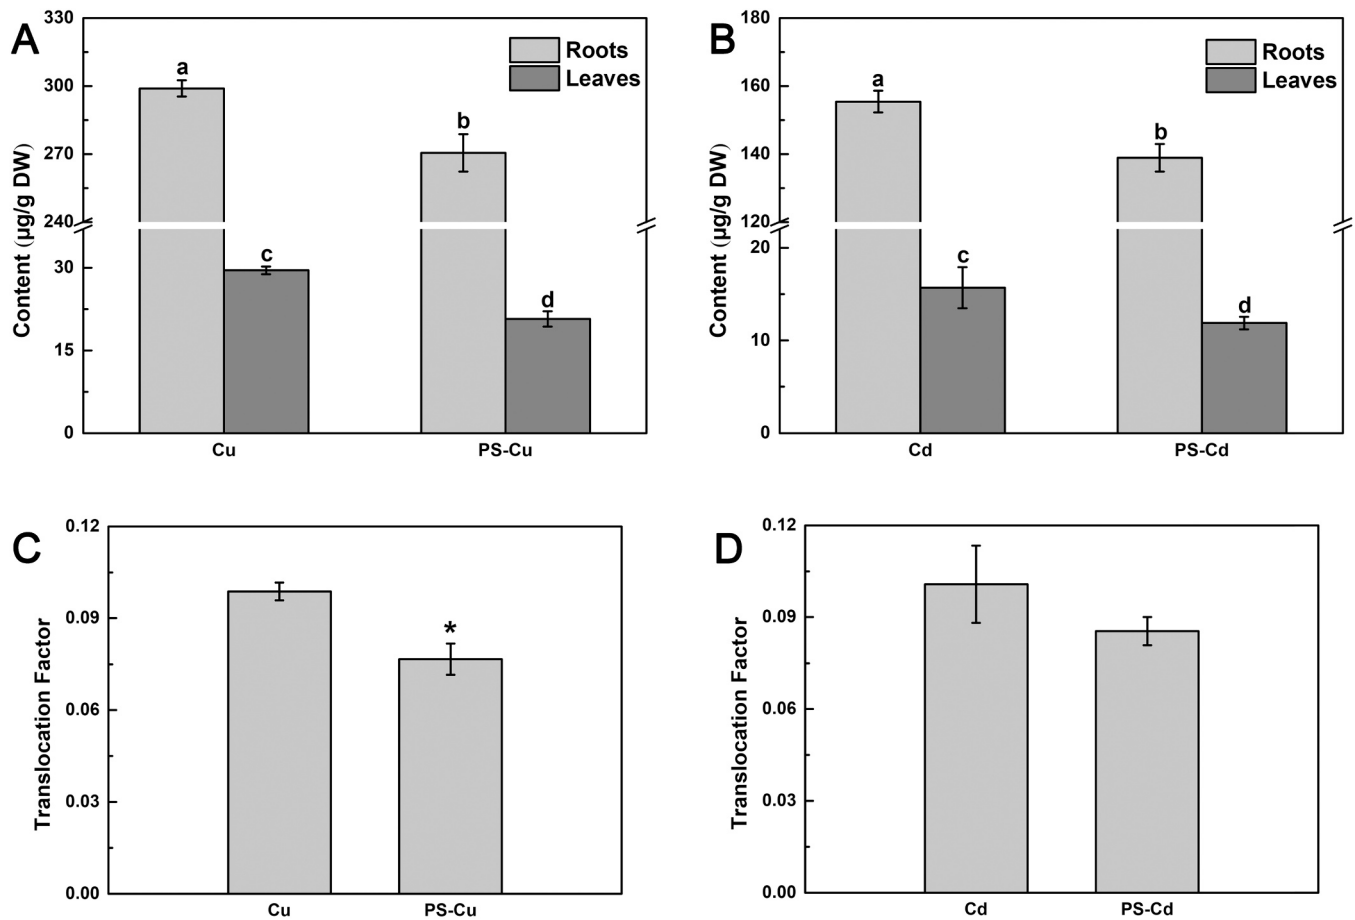 A
Content (μg/g DW)
330
300
270
240
30
15
0
Roots
Leaves
a
b
c
d
Cu
PS-Cu
B
Content (μg/g DW)
180
160
140
120
20
10
0
Roots
Leaves
a
b
c
d
Cd
PS-Cd
C
Translocation Factor
0.12
0.09
0.06
0.03
0.00
*
Cu
PS-Cu
D
Translocation Factor
0.12
0.09
0.06
0.03
0.00
Cd
PS-Cd